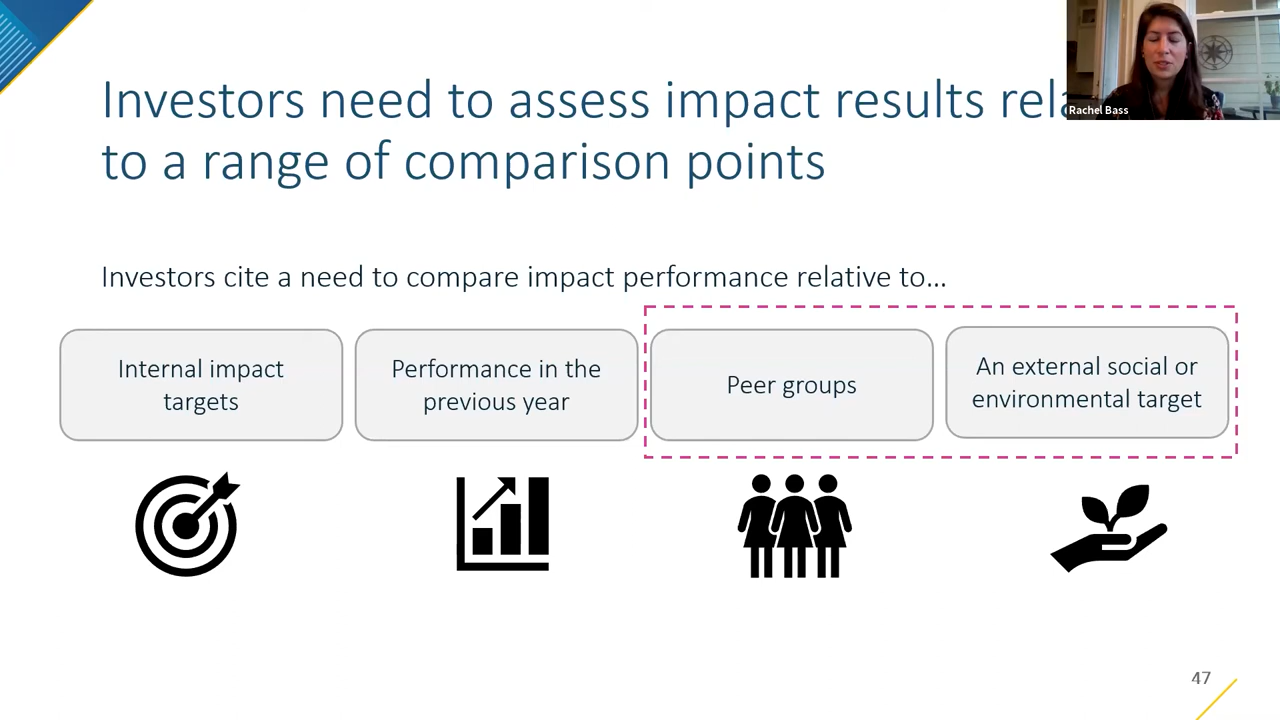 Investors need to assess impact results
to a range of comparison points
Rachel Bass
Investors cite a need to compare impact performance relative to...
Internal impact
targets
Performance in the
previous year
Peer groups
An external social or
environmental target
47